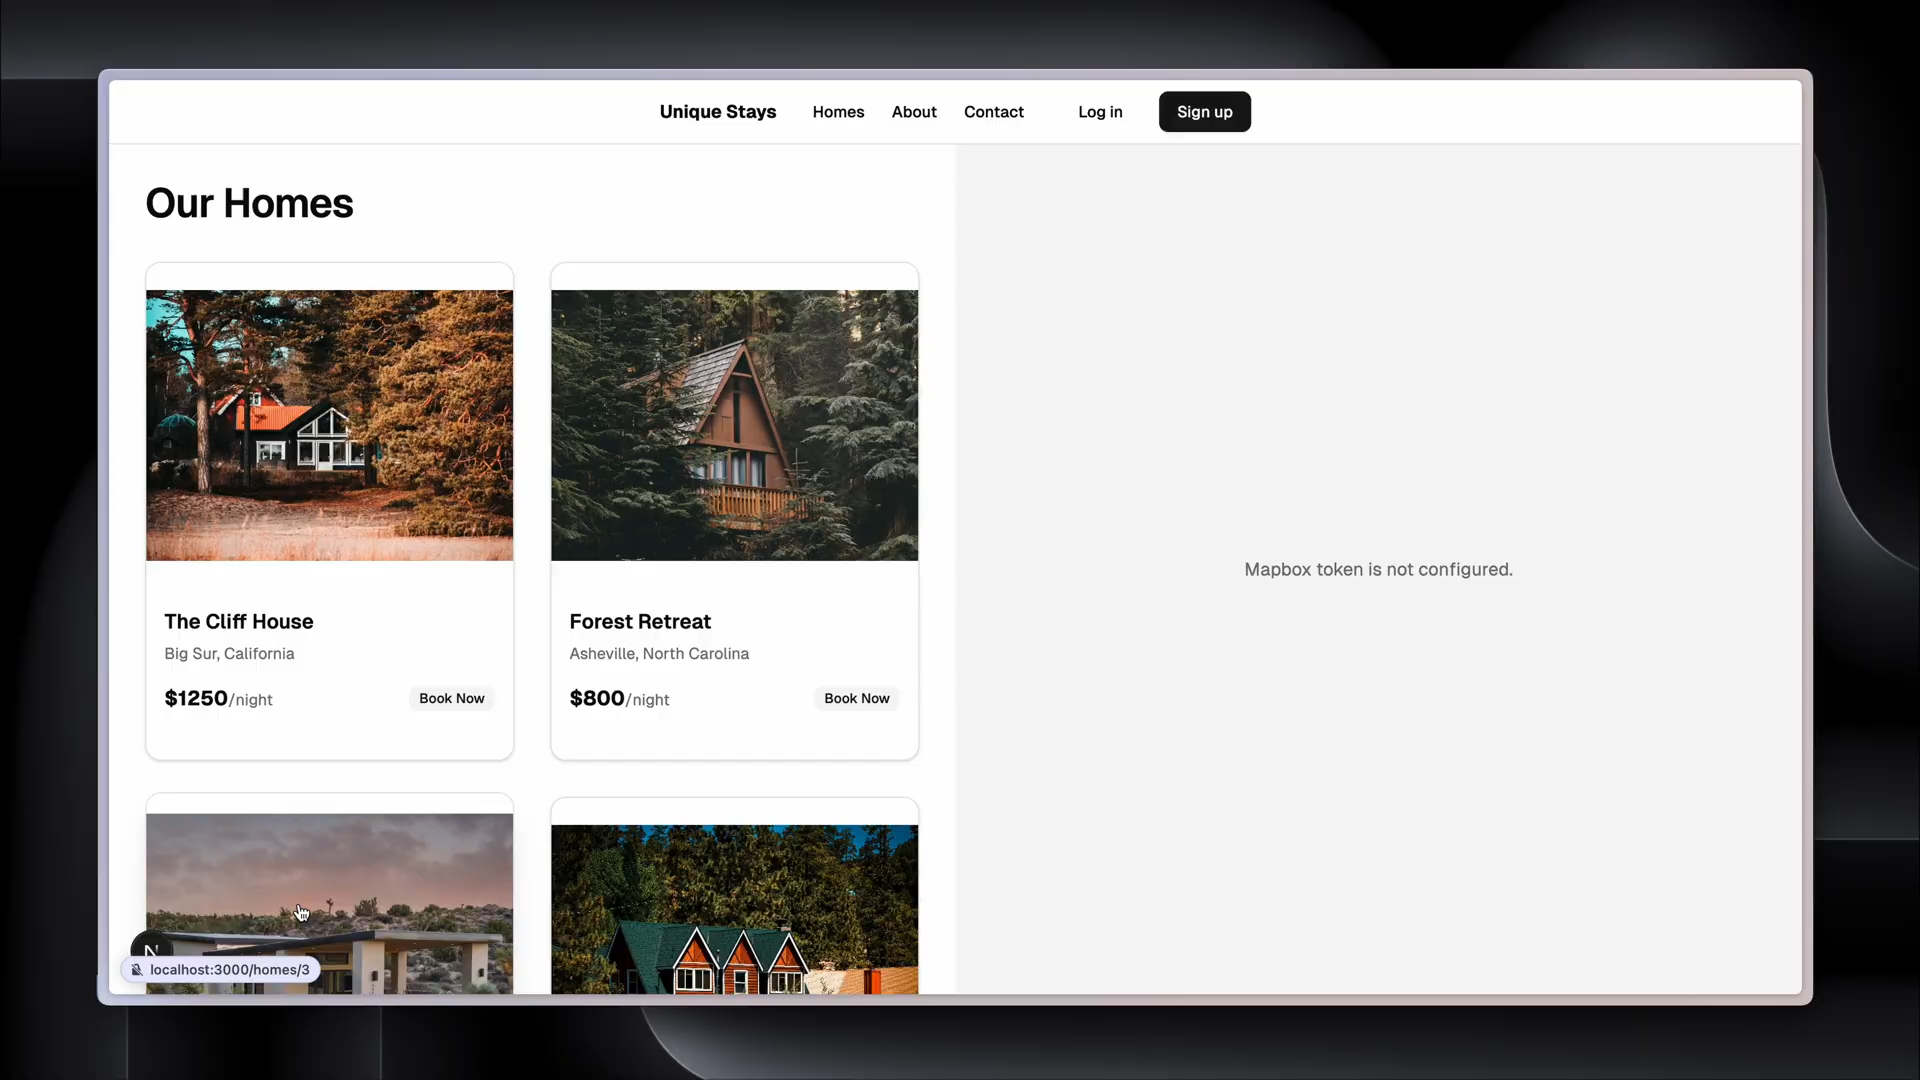 Unique Stays Homes About Contact Log in Sign up
Our Homes
The Cliff House
Big Sur, California
$1250/night Book Now
Forest Retreat
Asheville, North Carolina
$800/night Book Now
Mapbox token is not configured.
N
localhost:3000/homes/3